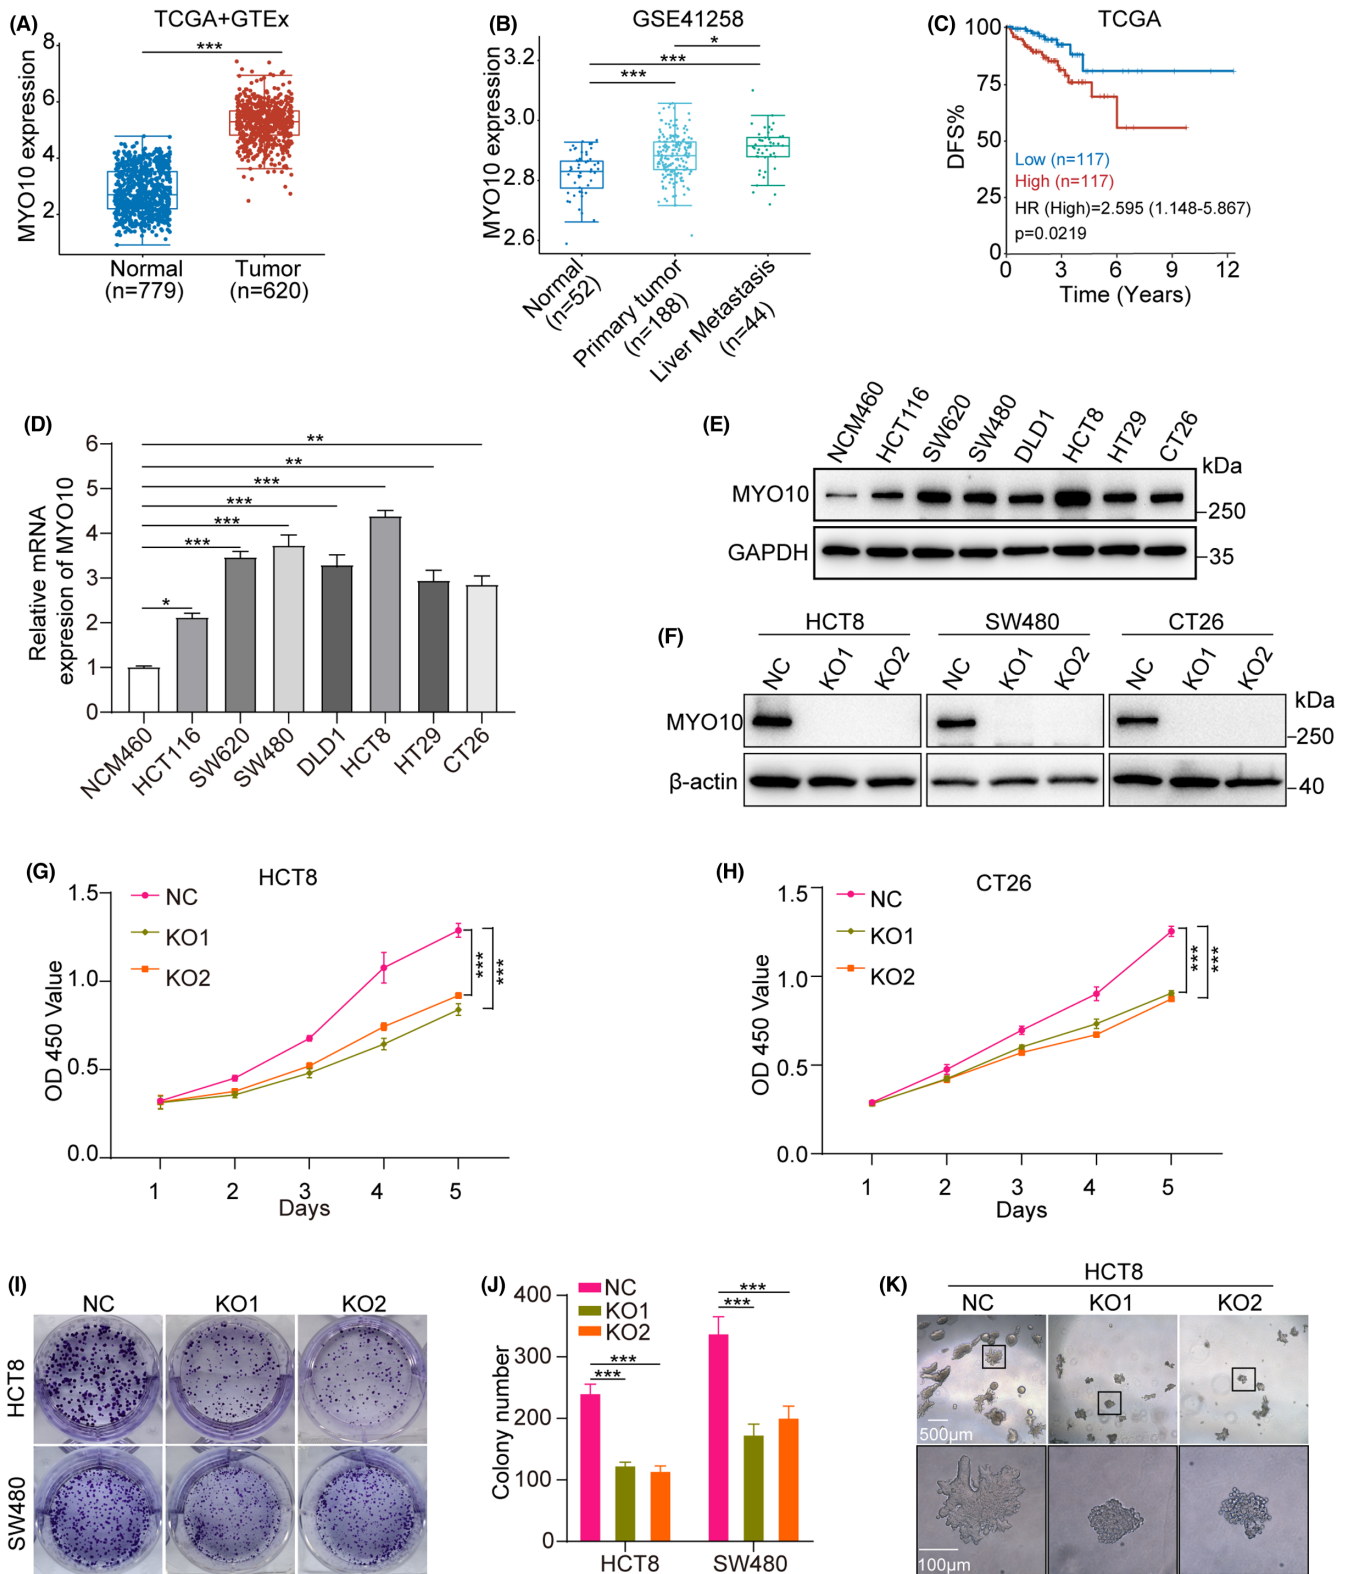 (A)
TCGA+GTEx
MYO10 expression
8
6
4
2
***
Normal
(n=779)
Tumor
(n=620)
(B)
GSE41258
MYO10 expression
3.2
3.0
2.8
2.6
*
***
***
Normal
(n=52)
Primary tumor
(n=188)
Liver Metastasis
(n=44)
(C)
TCGA
DFS%
100
75
50
25
0
Low (n=117)
High (n=117)
HR (High)=2.595 (1.148-5.867)
p=0.0219
0 3 6 9 12
Time (Years)
(D)
Relative mRNA
expresion of MYO10
6
5
4
3
2
1
0
**
**
***
***
***
***
*
NCM460
HCT116
SW620
SW480
DLD1
HCT8
HT29
CT26
(E)
NCM460
HCT116
SW620
SW480
DLD1
HCT8
HT29
CT26
kDa
MYO10
250
GAPDH
35
(F)
HCT8 SW480 CT26
NC KO1 KO2 NC KO1 KO2 NC KO1 KO2
kDa
MYO10
250
β-actin
40
(G)
HCT8
NC
KO1
KO2
OD 450 Value
1.5
1.0
0.5
0.0
***
***
1 2 3 4 5
Days
(H)
CT26
NC
KO1
KO2
OD 450 Value
1.5
1.0
0.5
0.0
***
***
1 2 3 4 5
Days
(I)
NC KO1 KO2
HCT8
SW480
(J)
NC
KO1
KO2
Colony number
400
300
200
100
0
***
***
***
***
HCT8 SW480
(K)
HCT8
NC KO1 KO2
500μm
100μm